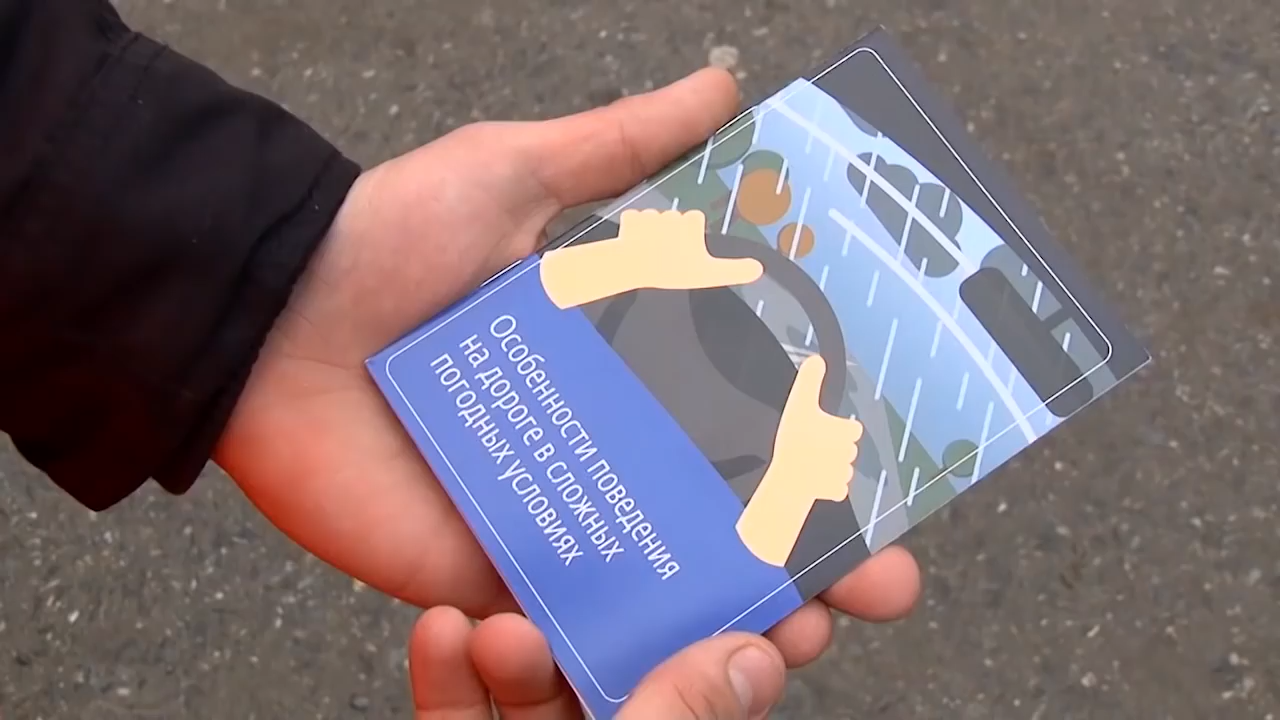 Особенности поведения
на дороге в сложных
погодных условиях